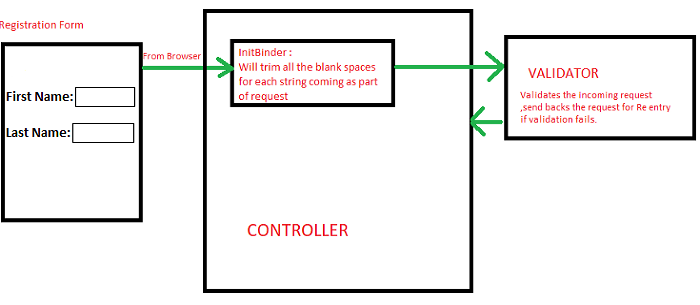 Registration Form
From Browser
First Name:
Last Name:
InitBinder :
Will trim all the blank spaces
for each string coming as part
of request
CONTROLLER
VALIDATOR
Validates the incoming request
,send backs the request for Re entry
if validation fails.